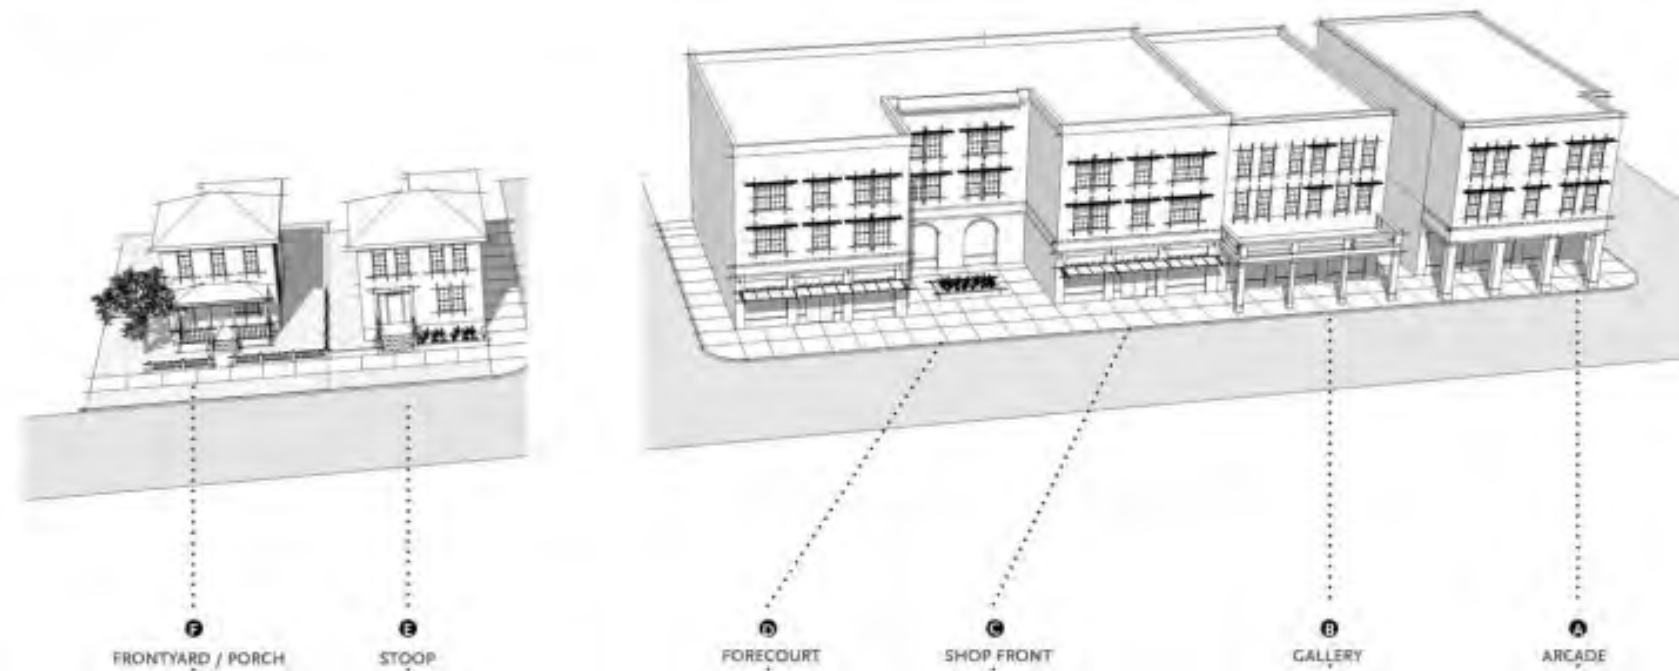 F E D C B A
FRONTYARD / PORCH STOOP FORECOURT SHOP FRONT GALLERY ARCADE